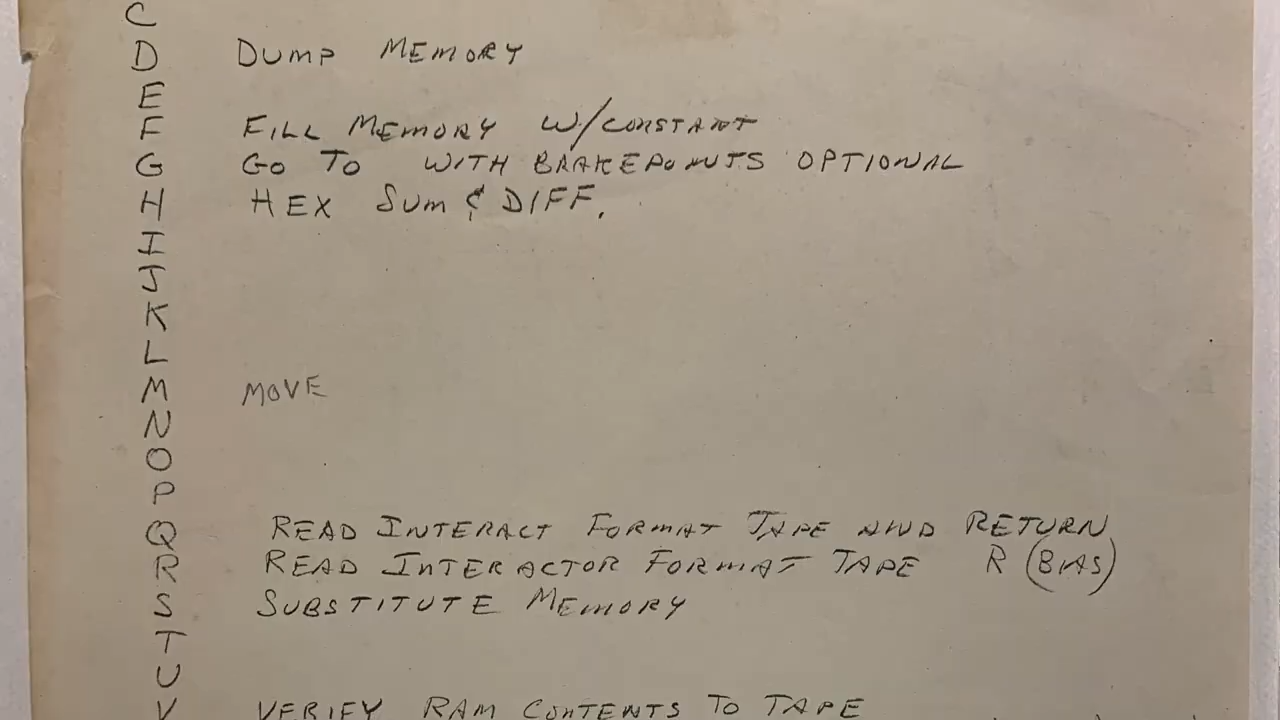 C
D DUMP MEMORY
E
F FILL MEMORY W/CONSTANT
G GO TO WITH BRAKEPONUTS OPTIONAL
H HEX SUM & DIFF.
I
J
K
L
M MOVE
N
O
P
Q READ INTERACT FORMAT TAPE AND RETURN
R READ INTERACTOR FORMAT TAPE R (BIAS)
S SUBSTITUTE MEMORY
T
U
V VERIFY RAM CONTENTS TO TAPE